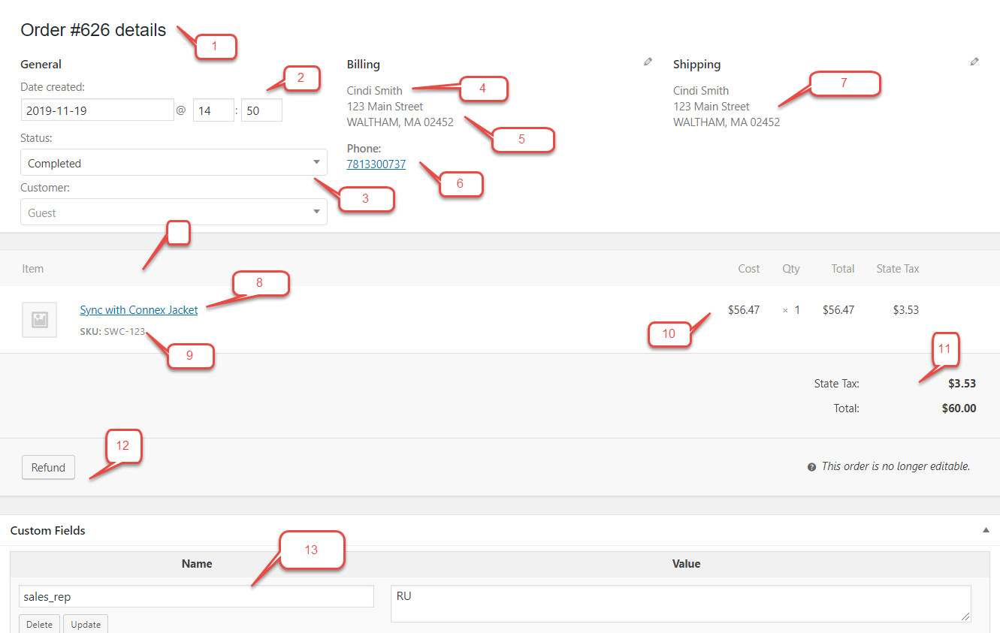 Order #626 details
1
General
Date created:
2
2019-11-19 @ 14 : 50
Status:
Completed
3
Customer:
Guest
Billing
Cindi Smith
4
123 Main Street
WALTHAM, MA 02452
5
Phone:
7813300737
6
Shipping
7
Cindi Smith
123 Main Street
WALTHAM, MA 02452
Item Cost Qty Total State Tax
8
Sync with Connex Jacket $56.47 × 1 $56.47 $3.53
SKU: SWC-123
9
10
11
State Tax: $3.53
Total: $60.00
12
Refund
? This order is no longer editable.
Custom Fields
13
Name Value
sales_rep RU
Delete Update